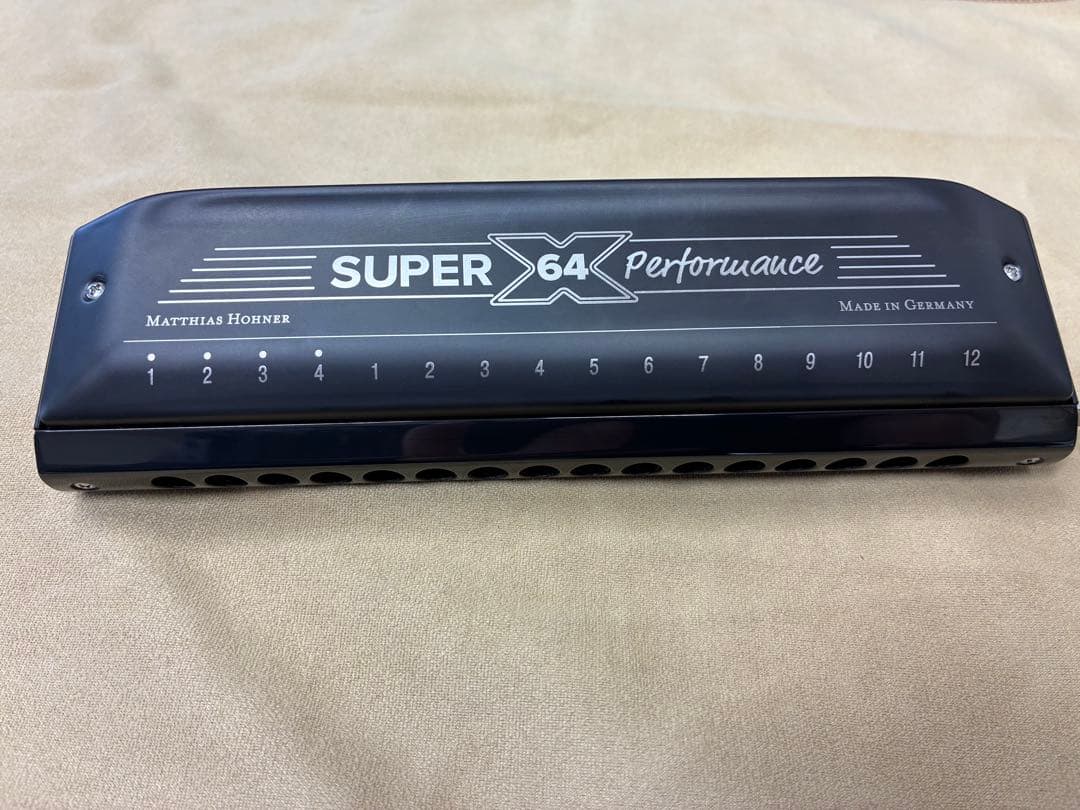 SUPER 64 X Performance
MATTHIAS HOHNER
MADE IN GERMANY
1 2 3 4 1 2 3 4 5 6 7 8 9 10 11 12